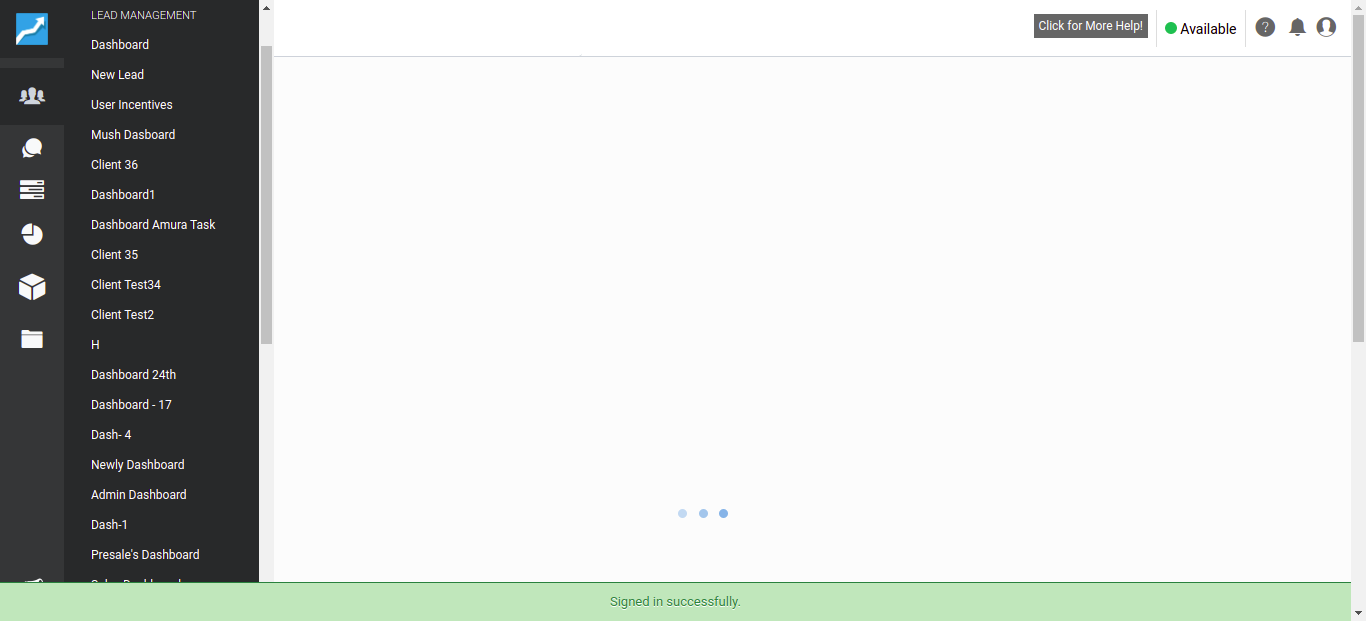 LEAD MANAGEMENT
Dashboard
New Lead
User Incentives
Mush Dasboard
Client 36
Dashboard1
Dashboard Amura Task
Client 35
Client Test34
Client Test2
H
Dashboard 24th
Dashboard - 17
Dash- 4
Newly Dashboard
Admin Dashboard
Dash-1
Presale's Dashboard
Click for More Help!
Available
?
Signed in successfully.